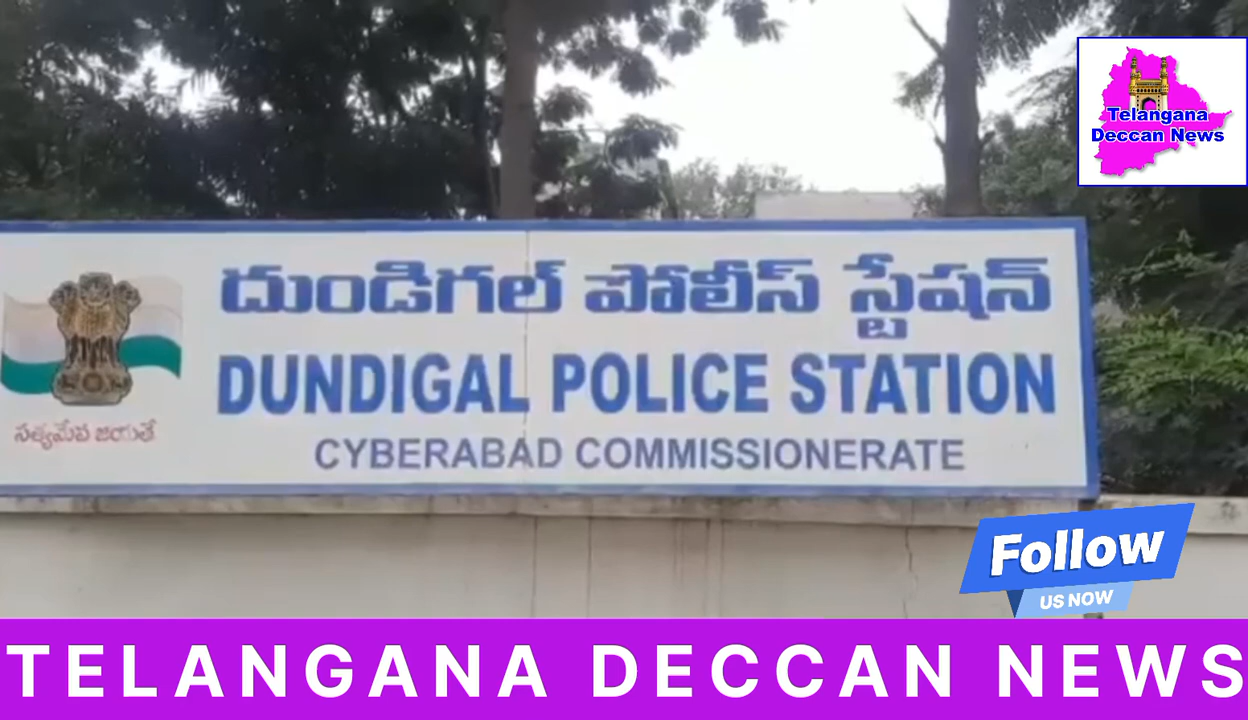 Telangana
Deccan News
దుండిగల్ పోలీస్ స్టేషన్
DUNDIGAL POLICE STATION
CYBERABAD COMMISSIONERATE
సత్యమేవ జయతే
Follow
US NOW
TELANGANA DECCAN NEWS